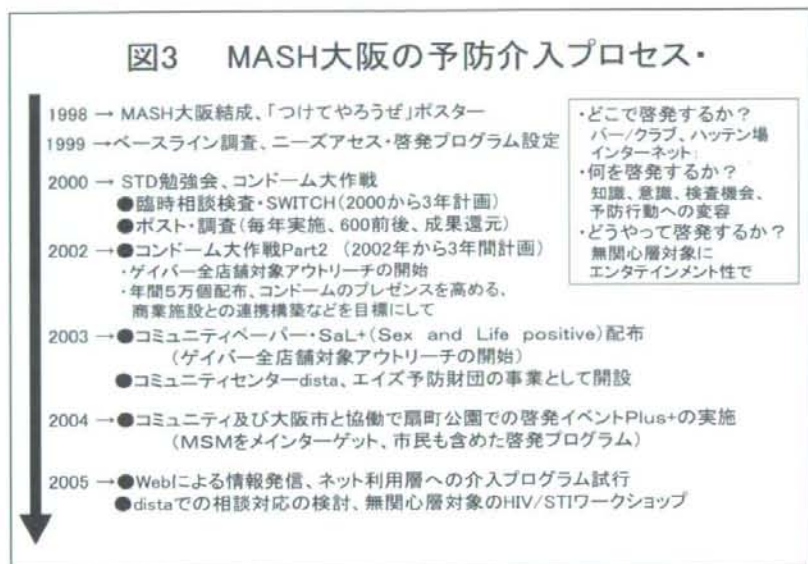 図3 MASH大阪の予防介入プロセス・
1998 → MASH大阪結成、「つけてやろうぜ」ポスター
1999 →ベースライン調査、ニーズアセス・啓発プログラム設定
2000 → STD勉強会、コンドーム大作戦
●臨時相談検査・SWITCH(2000から3年計画)
●ポスト・調査(毎年実施、600前後、成果還元)
2002 →●コンドーム大作戦Part2 (2002年から3年間計画)
・ゲイバー全店舗対象アウトリーチの開始
・年間5万個配布、コンドームのプレゼンスを高める、
商業施設との連携構築などを目標にして
2003 →●コミュニティペーパー・SaL+(Sex and Life positive)配布
(ゲイバー全店舗対象アウトリーチの開始)
●コミュニティセンターdista、エイズ予防財団の事業として開設
2004 →●コミュニティ及び大阪市と協働で扇町公園での啓発イベントPlus+の実施
(MSMをメインターゲット、市民も含めた啓発プログラム)
2005 →●Webによる情報発信、ネット利用層への介入プログラム試行
●distaでの相談対応の検討、無関心層対象のHIV/STIワークショップ
・どこで啓発するか?
バー/クラブ、ハッテン場
インターネット:
・何を啓発するか?
知識、意識、検査機会、
予防行動への変容
・どうやって啓発するか?
無関心層対象に
エンタテインメント性で